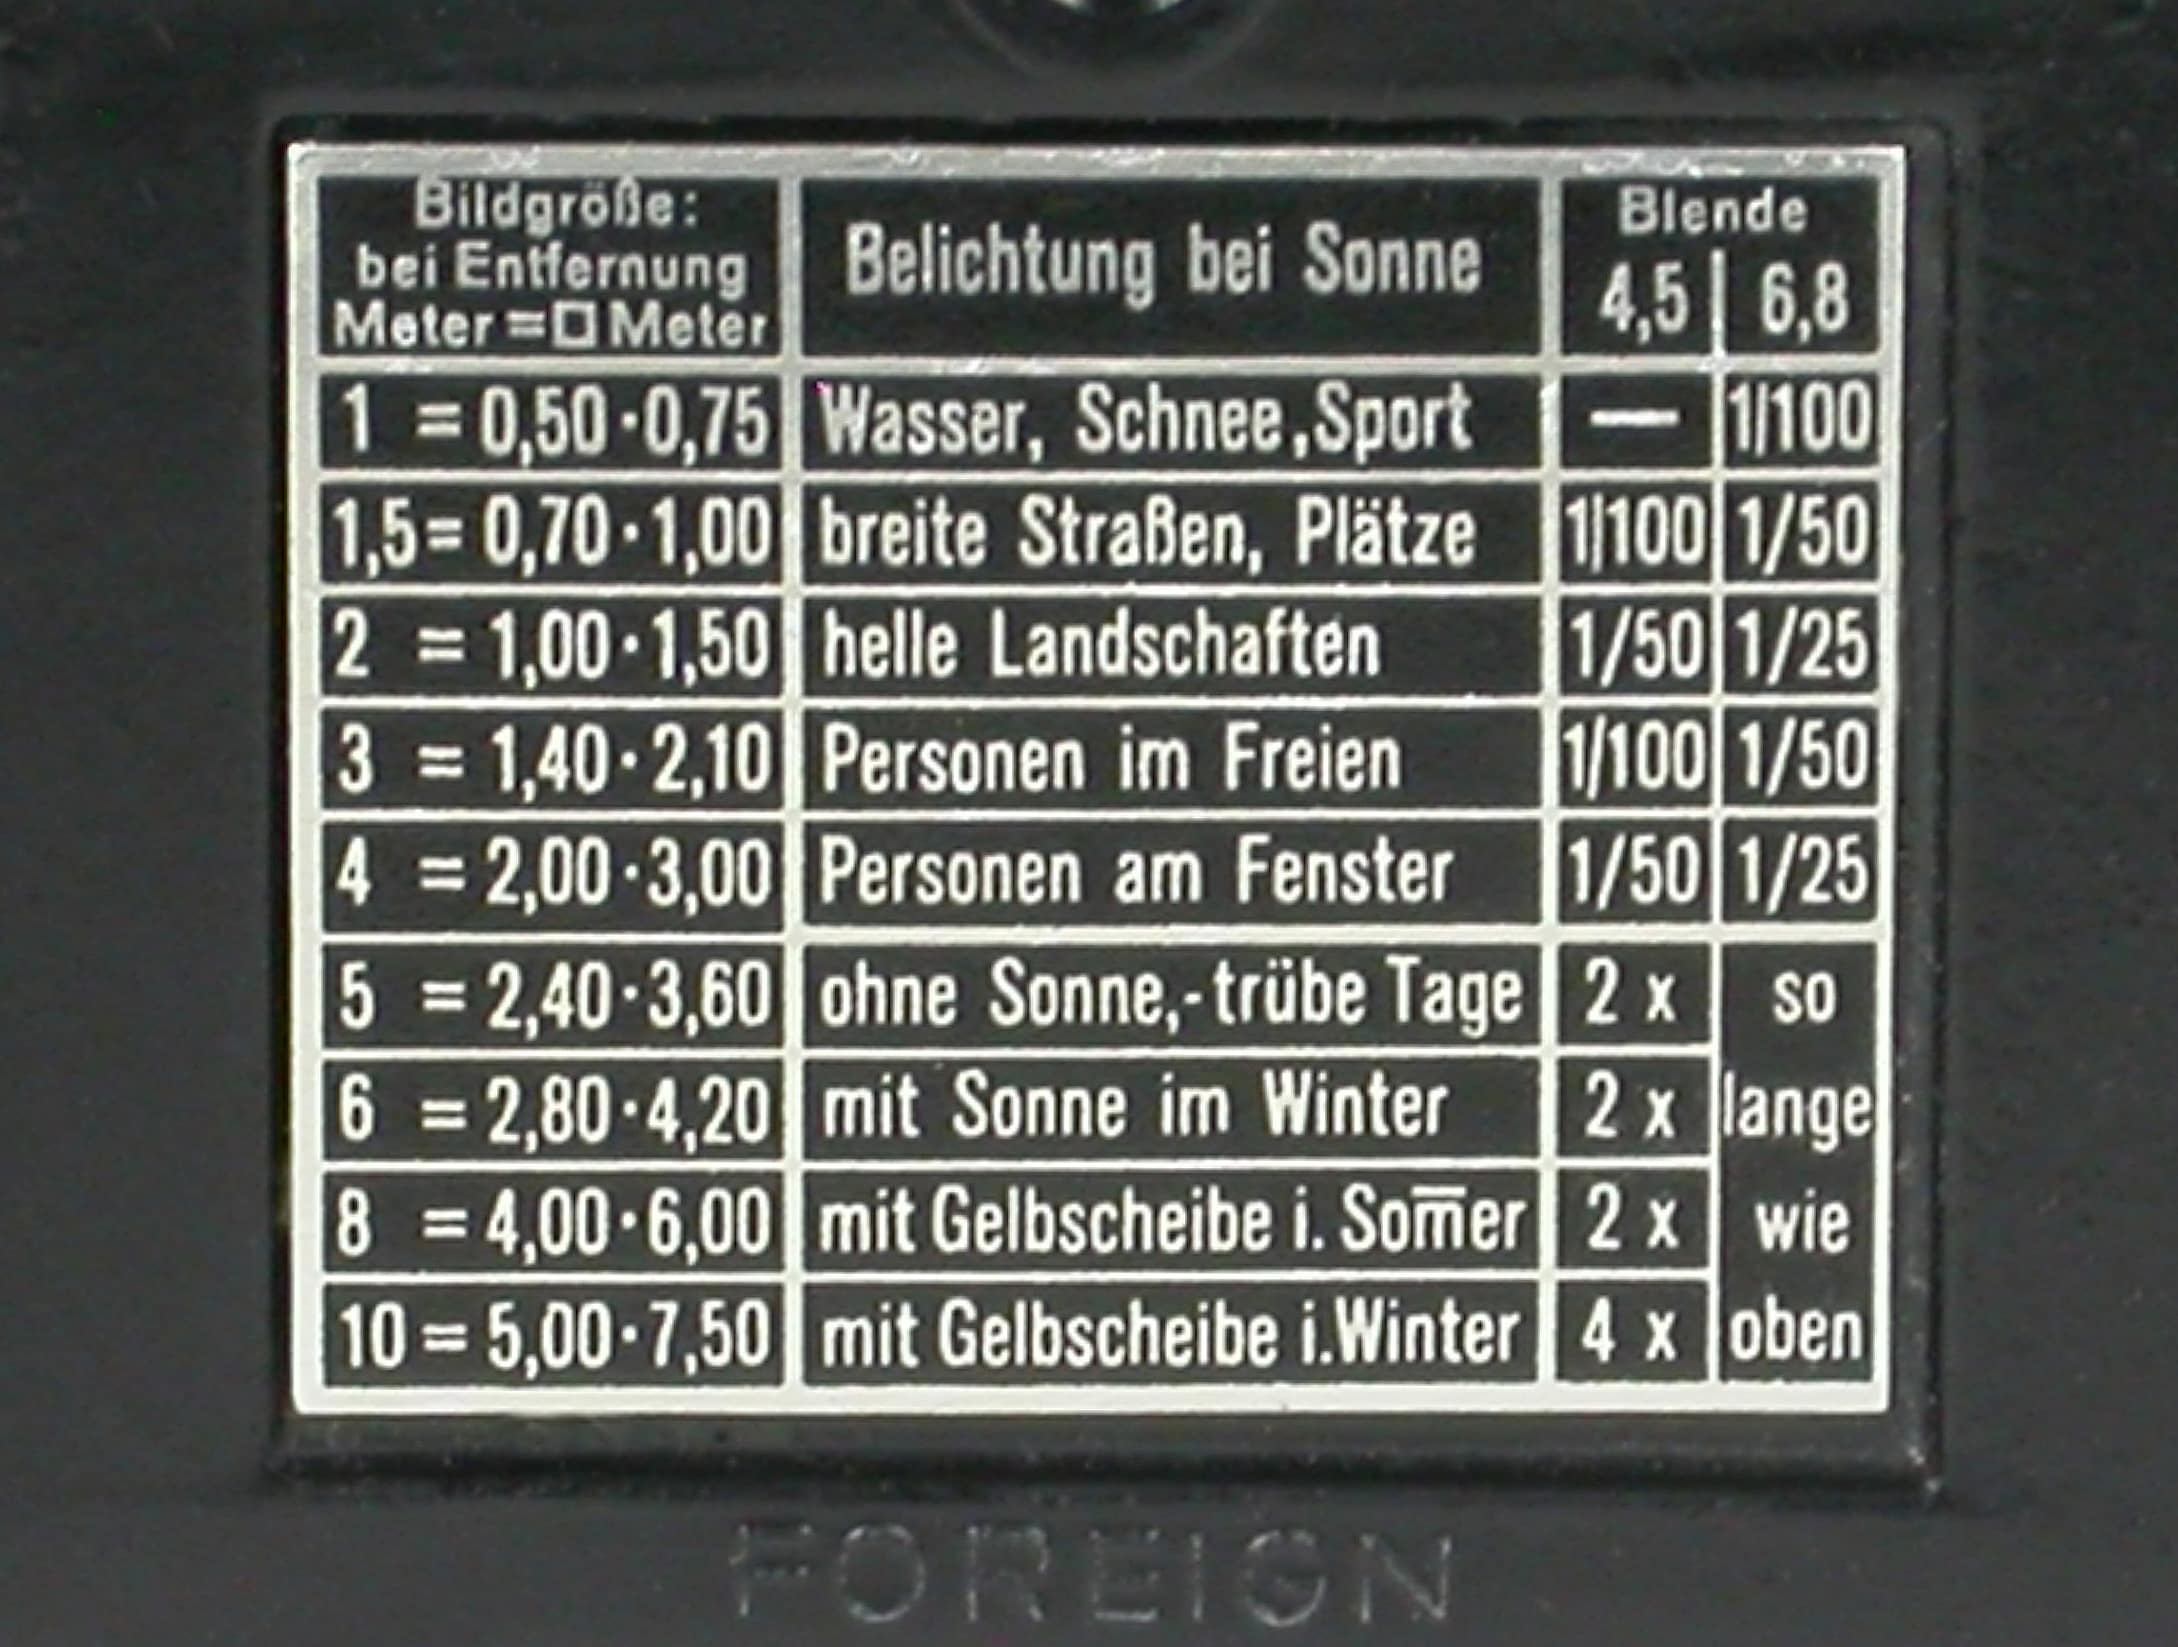 Bildgröße:
bei Entfernung
Meter=□Meter
Belichtung bei Sonne
Blende
4,5 | 6,8
1 = 0,50·0,75 Wasser, Schnee,Sport — 1/100
1,5= 0,70·1,00 breite Straßen, Plätze 1/100 1/50
2 = 1,00·1,50 helle Landschaften 1/50 1/25
3 = 1,40·2,10 Personen im Freien 1/100 1/50
4 = 2,00·3,00 Personen am Fenster 1/50 1/25
5 = 2,40·3,60 ohne Sonne,-trübe Tage 2 x so
6 = 2,80·4,20 mit Sonne im Winter 2 x lange
8 = 4,00·6,00 mit Gelbscheibe i. Som̅er 2 x wie
10 = 5,00·7,50 mit Gelbscheibe i.Winter 4 x oben
FOREIGN